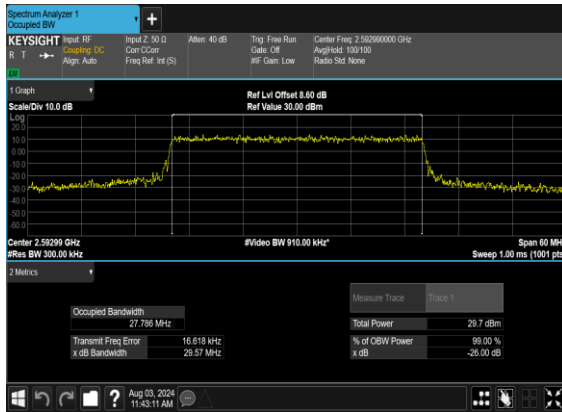 Spectrum Analyzer 1
Occupied BW
KEYSIGHT
R T
Input: RF
Coupling: DC
Align: Auto
Input Z: 50 Ω
Corr CCorr
Freq Ref: Int (S)
Atten: 40 dB
Trig: Free Run
Gate: Off
#IF Gain: Low
Center Freq: 2.592990000 GHz
Avg|Hold: 100/100
Radio Std: None
1 Graph
Scale/Div 10.0 dB
Ref Lvl Offset 8.60 dB
Ref Value 30.00 dBm
Log
20.0
10.0
0.00
-10.0
-20.0
-30.0
-40.0
-50.0
-60.0
Center 2.59299 GHz
#Res BW 300.00 kHz
#Video BW 910.00 kHz*
Span 60 MH
Sweep 1.00 ms (1001 pts
2 Metrics
Measure Trace
Trace 1
Occupied Bandwidth
27.786 MHz
Total Power
29.7 dBm
Transmit Freq Error
16.618 kHz
% of OBW Power
99.00 %
x dB Bandwidth
29.57 MHz
x dB
-26.00 dB
?
Aug 03, 2024
11:43:11 AM